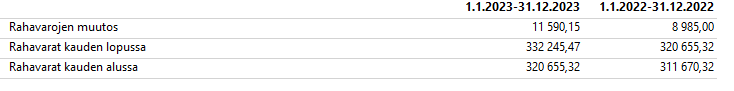 1.1.2023-31.12.2023 1.1.2022-31.12.2022
Rahavarojen muutos 11 590,15 8 985,00
Rahavarat kauden lopussa 332 245,47 320 655,32
Rahavarat kauden alussa 320 655,32 311 670,32